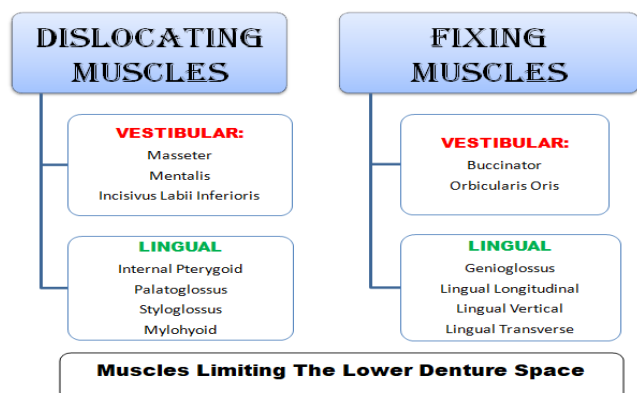 DISLOCATING
MUSCLES
VESTIBULAR:
Masseter
Mentalis
Incisivus Labii Inferioris
LINGUAL
Internal Pterygoid
Palatoglossus
Styloglossus
Mylohyoid
FIXING
MUSCLES
VESTIBULAR:
Buccinator
Orbicularis Oris
LINGUAL
Genioglossus
Lingual Longitudinal
Lingual Vertical
Lingual Transverse
Muscles Limiting The Lower Denture Space